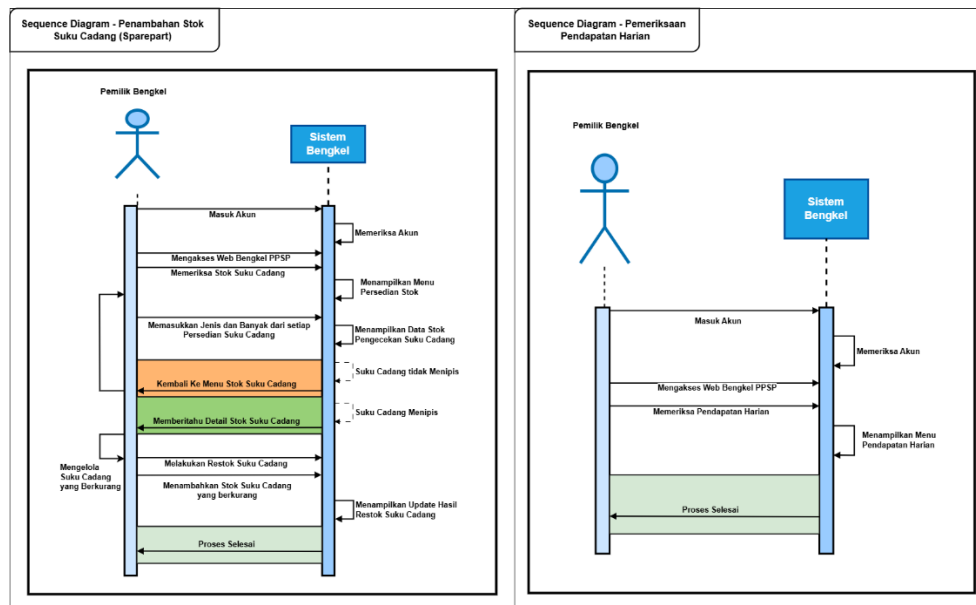 Sequence Diagram - Penambahan Stok
Suku Cadang (Sparepart)
Pemilik Bengkel
Sistem
Bengkel
Masuk Akun
Memeriksa Akun
Mengakses Web Bengkel PPSP
Memeriksa Stok Suku Cadang
Menampilkan Menu
Persedian Stok
Memasukkan Jenis dan Banyak dari setiap
Persedian Suku Cadang
Menampilkan Data Stok
Pengecekan Suku Cadang
Suku Cadang tidak Menipis
Kembali Ke Menu Stok Suku Cadang
Suku Cadang Menipis
Memberitahu Detail Stok Suku Cadang
Mengelola
Suku Cadang
yang Berkurang
Melakukan Restok Suku Cadang
Menambahkan Stok Suku Cadang
yang berkurang
Menampilkan Update Hasil
Restok Suku Cadang
Proses Selesai
Sequence Diagram - Pemeriksaan
Pendapatan Harian
Pemilik Bengkel
Sistem
Bengkel
Masuk Akun
Memeriksa Akun
Mengakses Web Bengkel PPSP
Memeriksa Pendapatan Harian
Menampilkan Menu
Pendapatan Harian
Proses Selesai